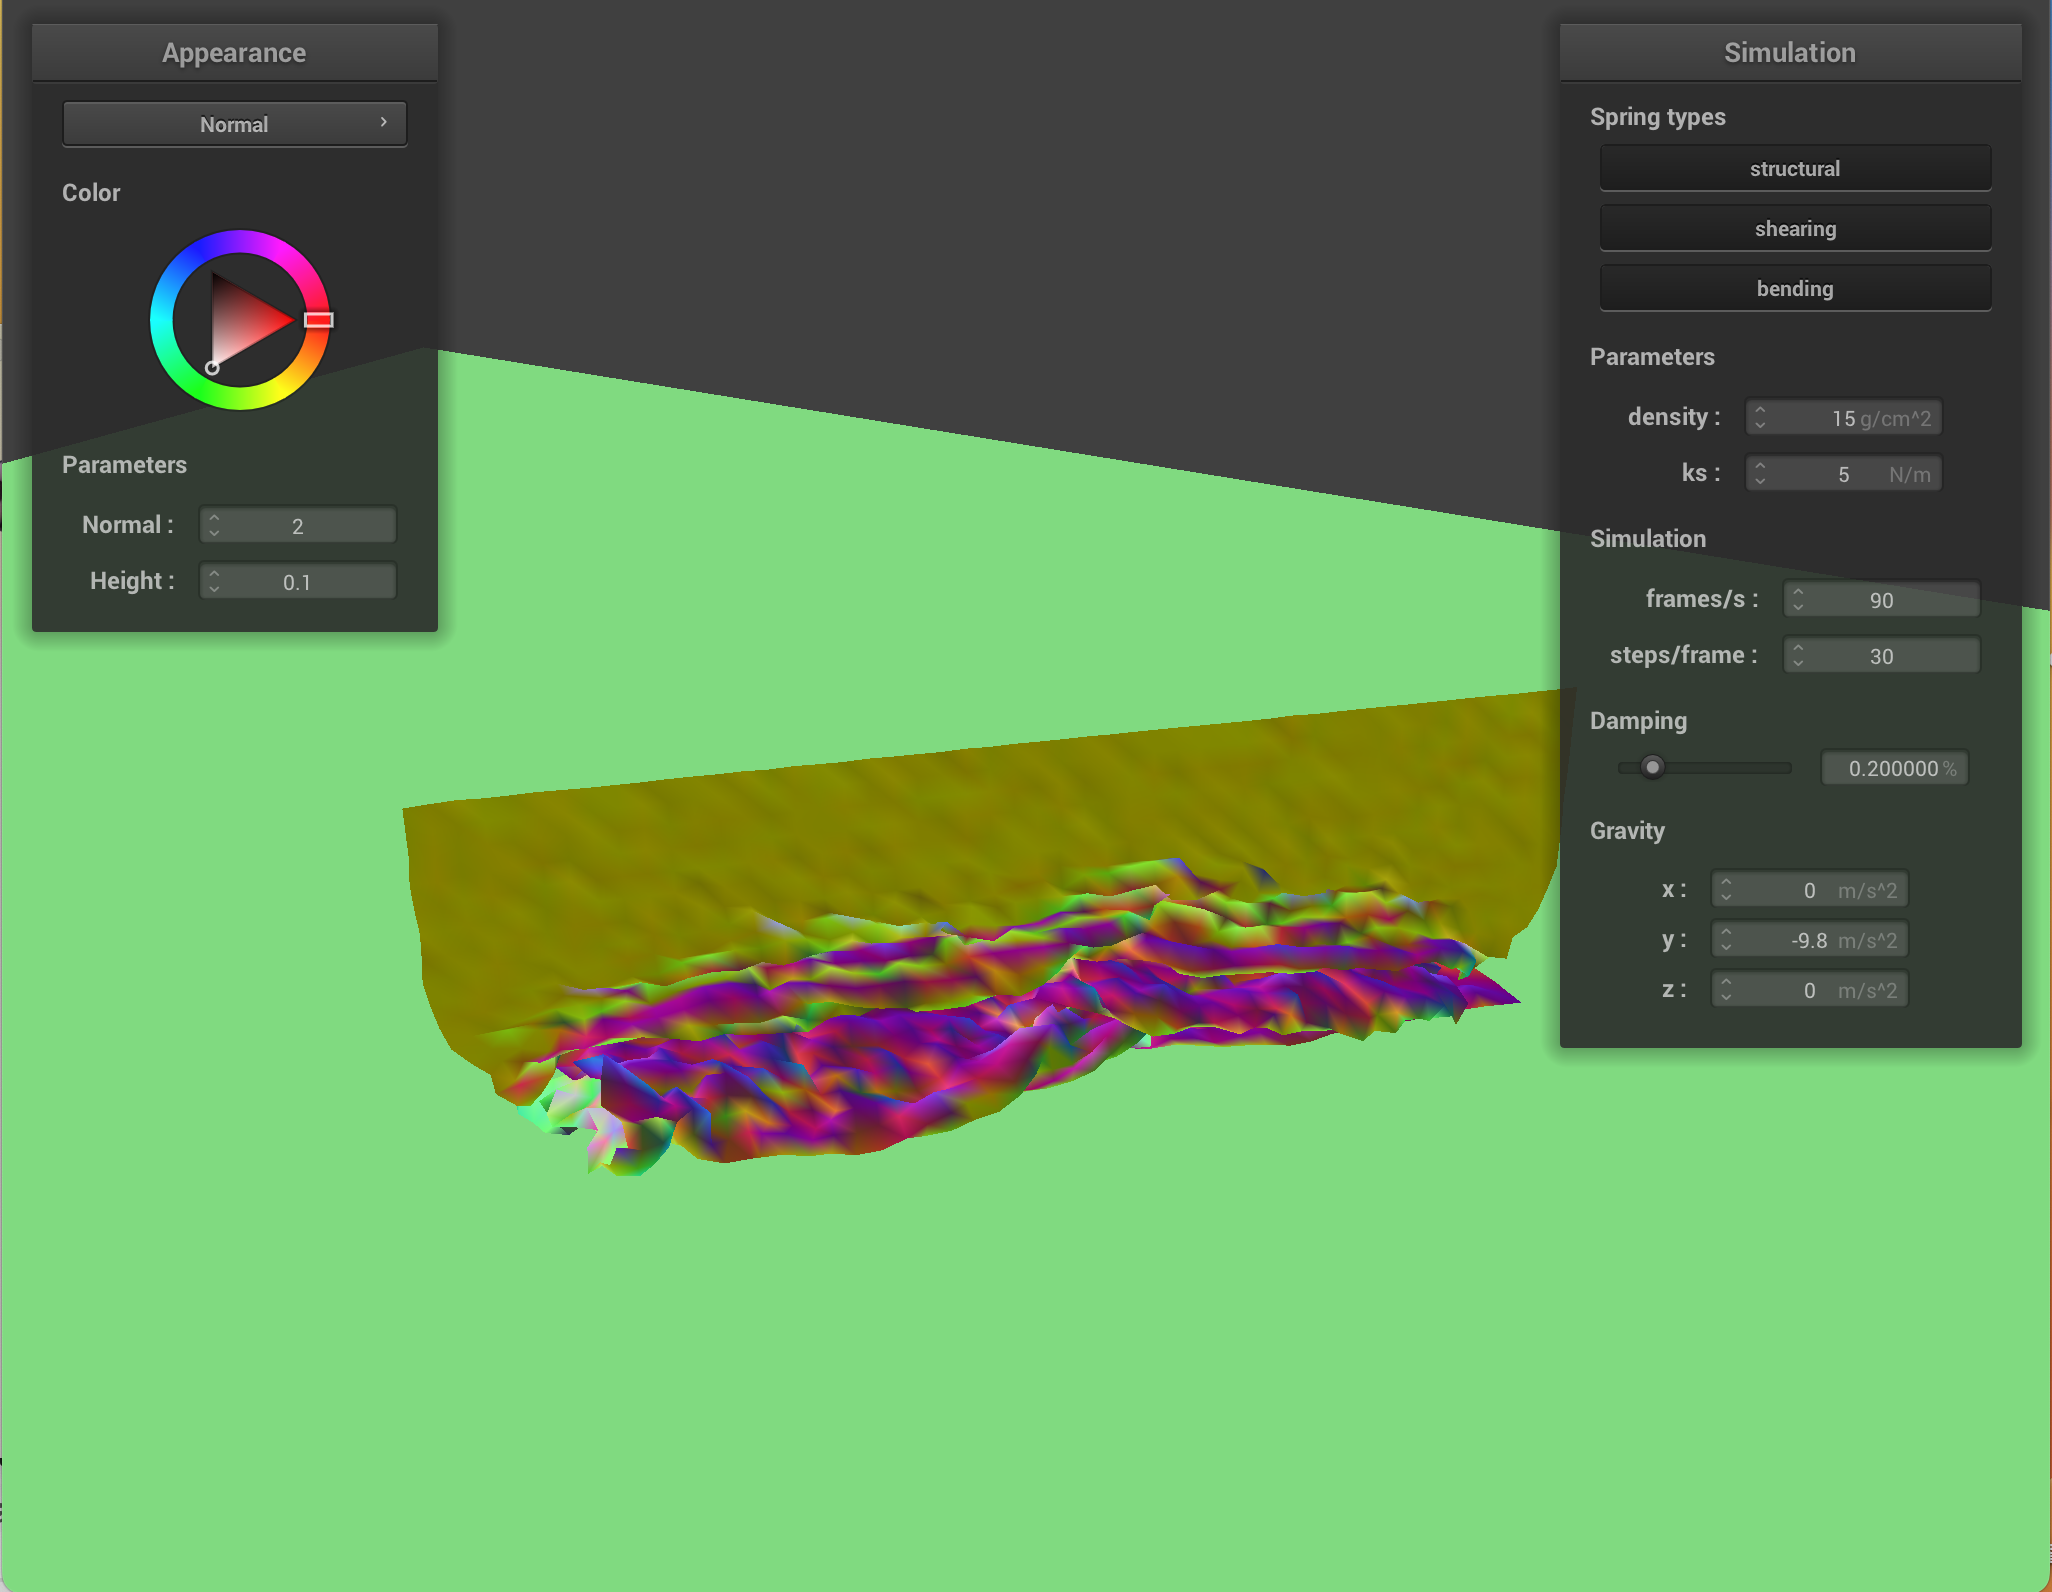 Appearance
Normal
Color
Parameters
Normal : 2
Height : 0.1
Simulation
Spring types
structural
shearing
bending
Parameters
density : 15 g/cm^2
ks : 5 N/m
Simulation
frames/s : 90
steps/frame : 30
Damping
0.200000 %
Gravity
x : 0 m/s^2
y : -9.8 m/s^2
z : 0 m/s^2